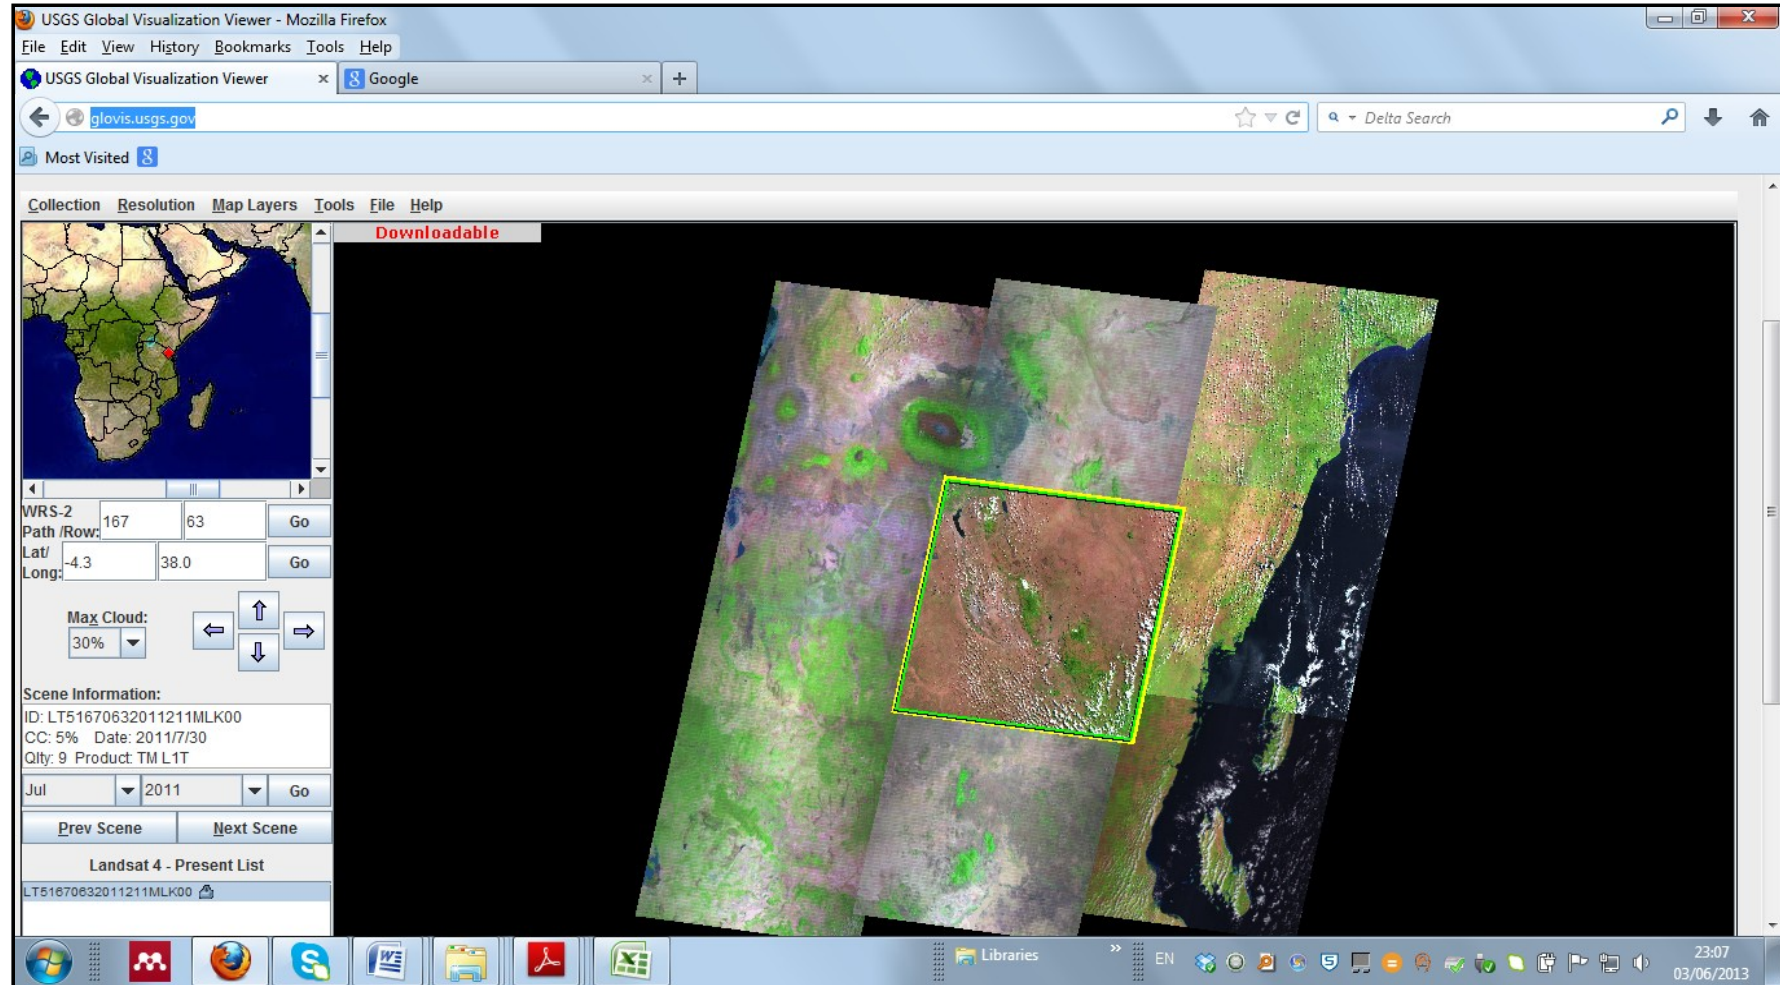 USGS Global Visualization Viewer - Mozilla Firefox
File Edit View History Bookmarks Tools Help
USGS Global Visualization Viewer × Google × +
glovis.usgs.gov Delta Search
Most Visited
Collection Resolution Map Layers Tools File Help
Downloadable
WRS-2
Path /Row: 167 63 Go
Lat/
Long: -4.3 38.0 Go
Max Cloud:
30%
Scene Information:
ID: LT51670632011211MLK00
CC: 5% Date: 2011/7/30
Qlty: 9 Product: TM L1T
Jul 2011 Go
Prev Scene Next Scene
Landsat 4 - Present List
LT51670632011211MLK00
Libraries » EN 23:07
03/06/2013